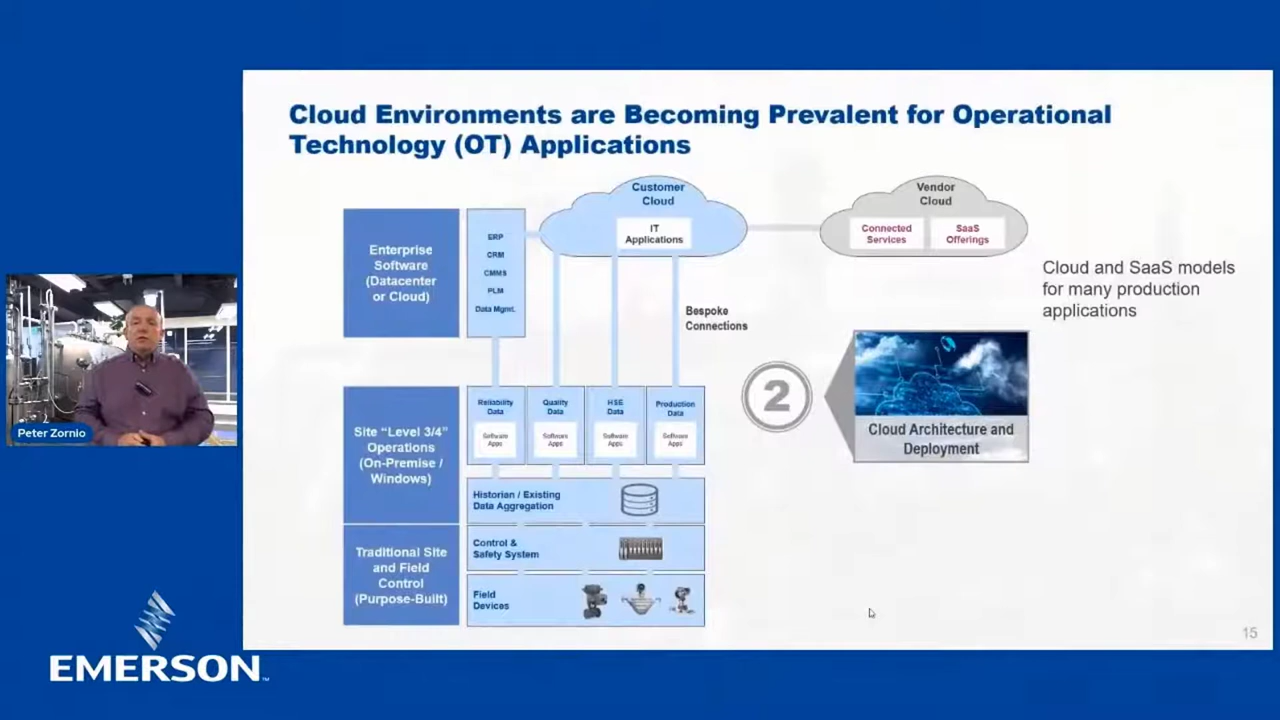 Cloud Environments are Becoming Prevalent for Operational
Technology (OT) Applications
Customer
Cloud
IT
Applications
Vendor
Cloud
Connected
Services
SaaS
Offerings
Enterprise
Software
(Datacenter
or Cloud)
ERP
CRM
CMMS
PLM
Data Mgmt.
Bespoke
Connections
Cloud and SaaS models
for many production
applications
2
Cloud Architecture and
Deployment
Site “Level 3/4”
Operations
(On-Premise /
Windows)
Reliability
Data
Software
Apps
Quality
Data
Software
Apps
HSE
Data
Software
Apps
Production
Data
Software
Apps
Historian / Existing
Data Aggregation
Traditional Site
and Field
Control
(Purpose-Built)
Control &
Safety System
Field
Devices
15
Peter Zornio
EMERSON™